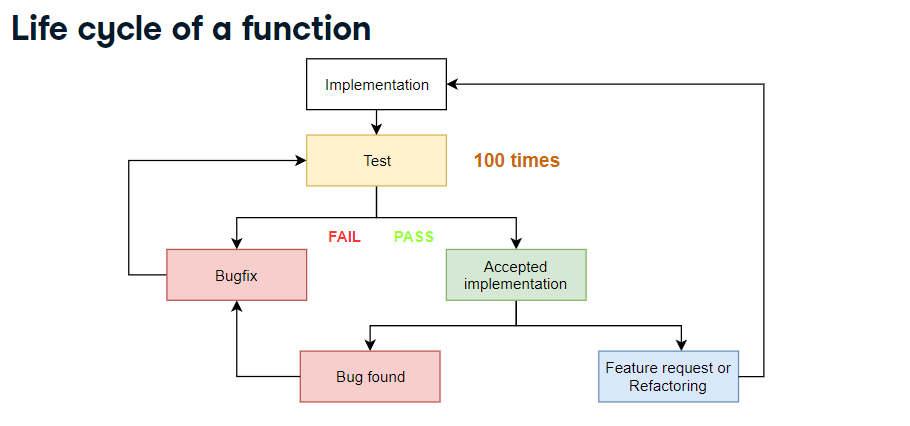 Life cycle of a function
Implementation
Test
100 times
FAIL
PASS
Bugfix
Accepted
implementation
Bug found
Feature request or
Refactoring